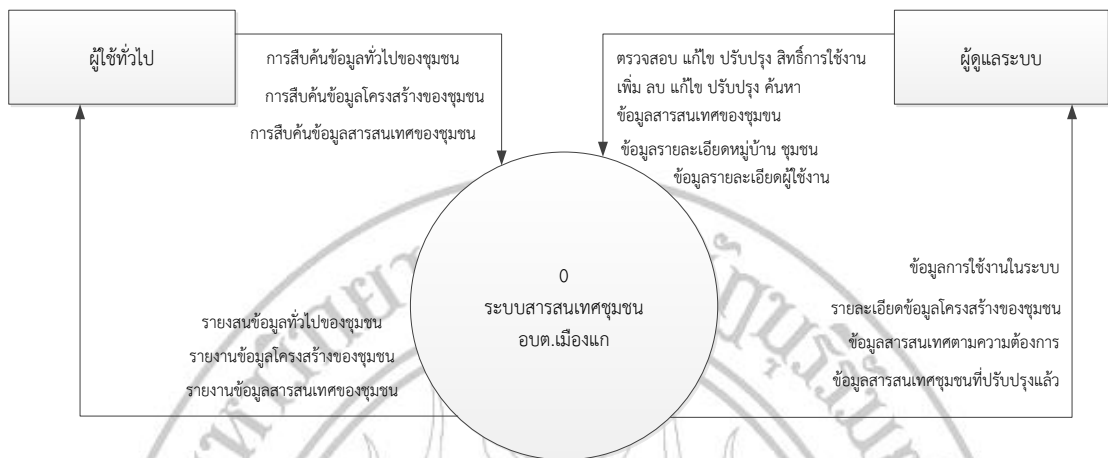 ผู้ใช้ทั่วไป
การสืบค้นข้อมูลทั่วไปของชุมชน
การสืบค้นข้อมูลโครงสร้างของชุมชน
การสืบค้นข้อมูลสารสนเทศของชุมชน
ตรวจสอบ แก้ไข ปรับปรุง สิทธิ์การใช้งาน
เพิ่ม ลบ แก้ไข ปรับปรุง ค้นหา
ข้อมูลสารสนเทศของชุมขน
ข้อมูลรายละเอียดหมู่บ้าน ชุมชน
ข้อมูลรายละเอียดผู้ใช้งาน
ผู้ดูแลระบบ
0
ระบบสารสนเทศชุมชน
อบต.เมืองแก
รายงสนข้อมูลทั่วไปของชุมชน
รายงานข้อมูลโครงสร้างของชุมชน
รายงานข้อมูลสารสนเทศของชุมชน
ข้อมูลการใช้งานในระบบ
รายละเอียดข้อมูลโครงสร้างของชุมชน
ข้อมูลสารสนเทศตามความต้องการ
ข้อมูลสารสนเทศชุมชนที่ปรับปรุงแล้ว